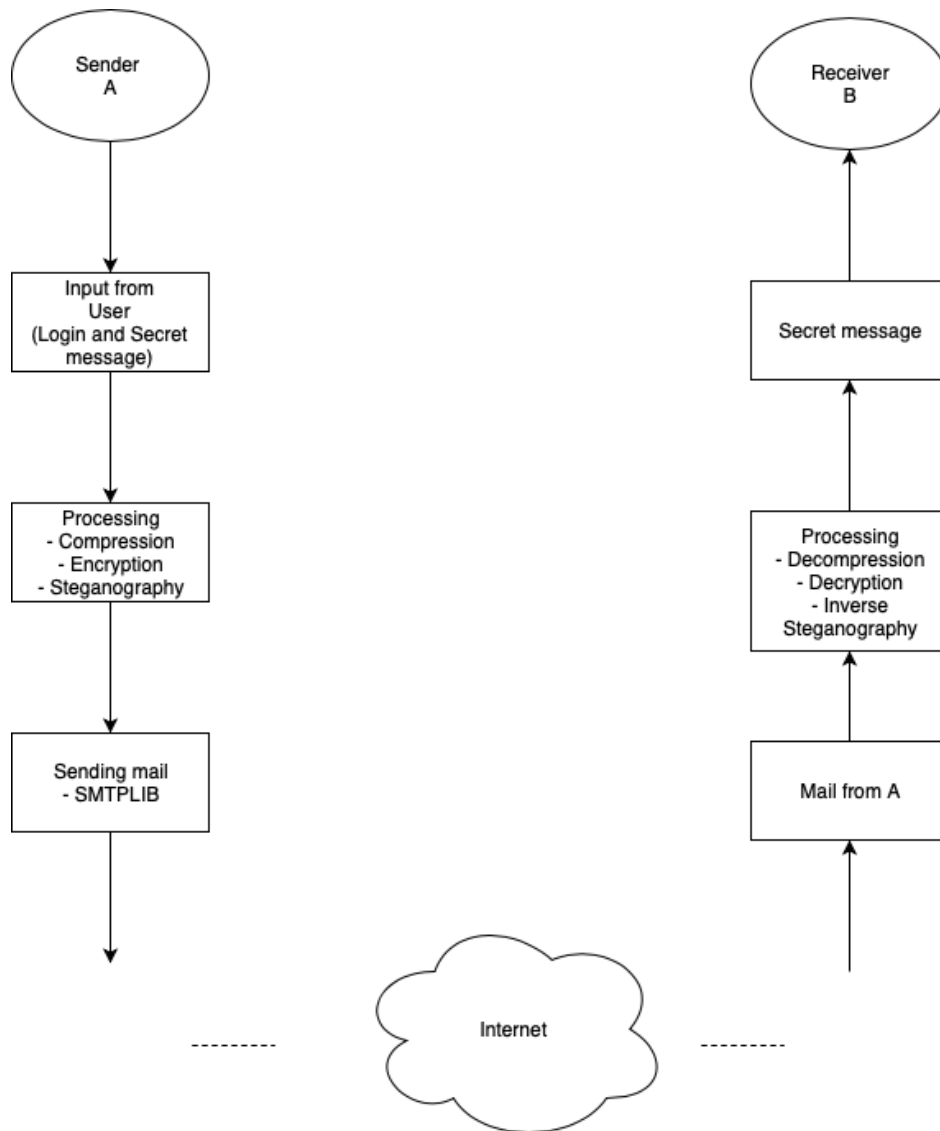 Sender
A
Input from
User
(Login and Secret
message)
Processing
- Compression
- Encryption
- Steganography
Sending mail
- SMTPLIB
Internet
Receiver
B
Secret message
Processing
- Decompression
- Decryption
- Inverse
Steganography
Mail from A